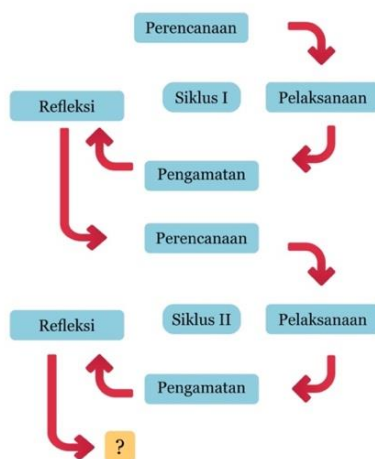 Perencanaan
Refleksi
Siklus I
Pelaksanaan
Pengamatan
Perencanaan
Refleksi
Siklus II
Pelaksanaan
Pengamatan
?